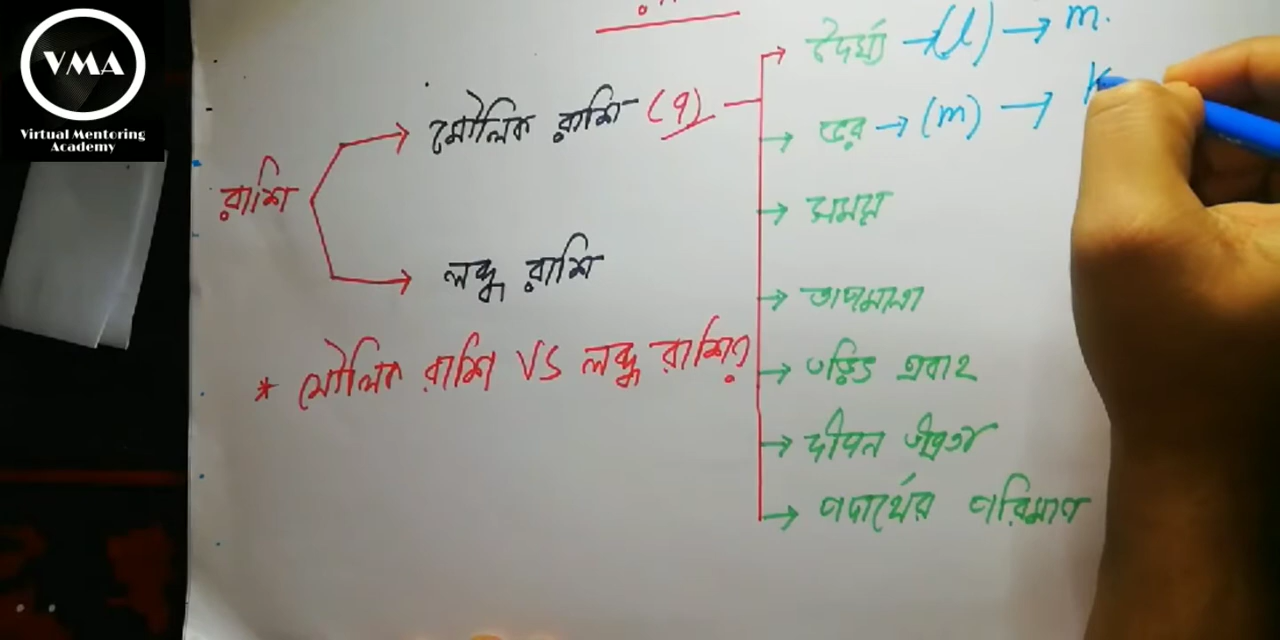 VMA
Virtual Mentoring
Academy
রাশি
মৌলিক রাশি (৭)
লব্ধ রাশি
* মৌলিক রাশি VS লব্ধ রাশির
দৈর্ঘ্য → (l) → m.
ভর → (m) → K
সময়
তাপমাত্রা
তড়িৎ প্রবাহ
দীপন তীব্রতা
পদার্থের পরিমাণ